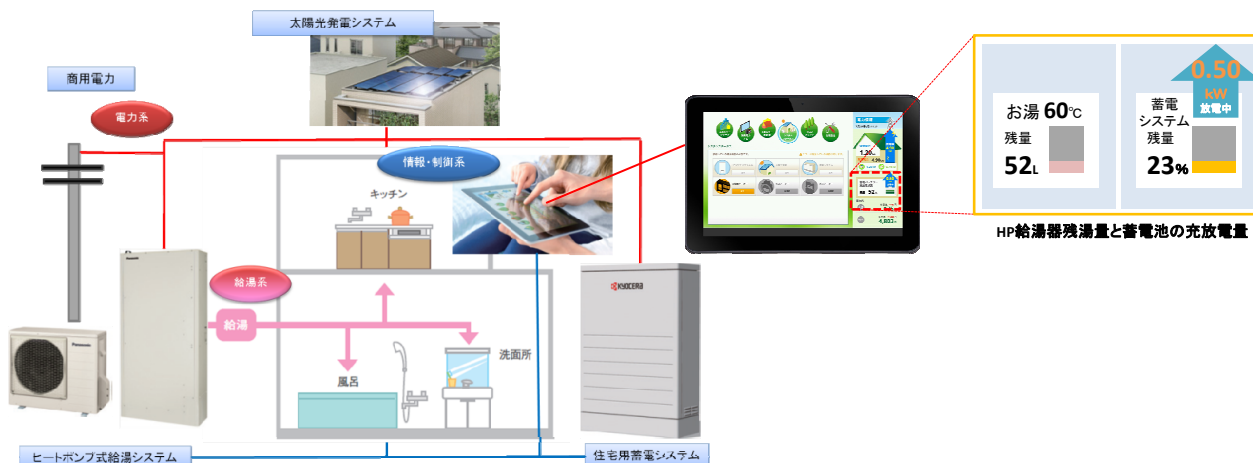 太陽光発電システム
商用電力
電力系
情報・制御系
キッチン
給湯系
給湯
風呂
洗面所
Panasonic
Panasonic
KYOCERA
ヒートポンプ式給湯システム
住宅用蓄電システム
52
4,883
お湯 60℃
残量
52L
0.50
kW
放電中
蓄電
システム
残量
23%
HP給湯器残湯量と蓄電池の充放電量